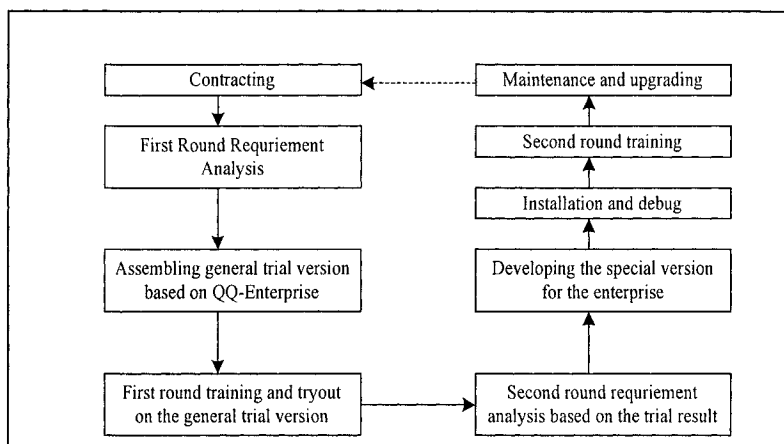 Contracting
First Round Requriement
Analysis
Assembling general trial version
based on QQ-Enterprise
First round training and tryout
on the general trial version
Second round requriement
analysis based on the trial result
Developing the special version
for the enterprise
Installation and debug
Second round training
Maintenance and upgrading